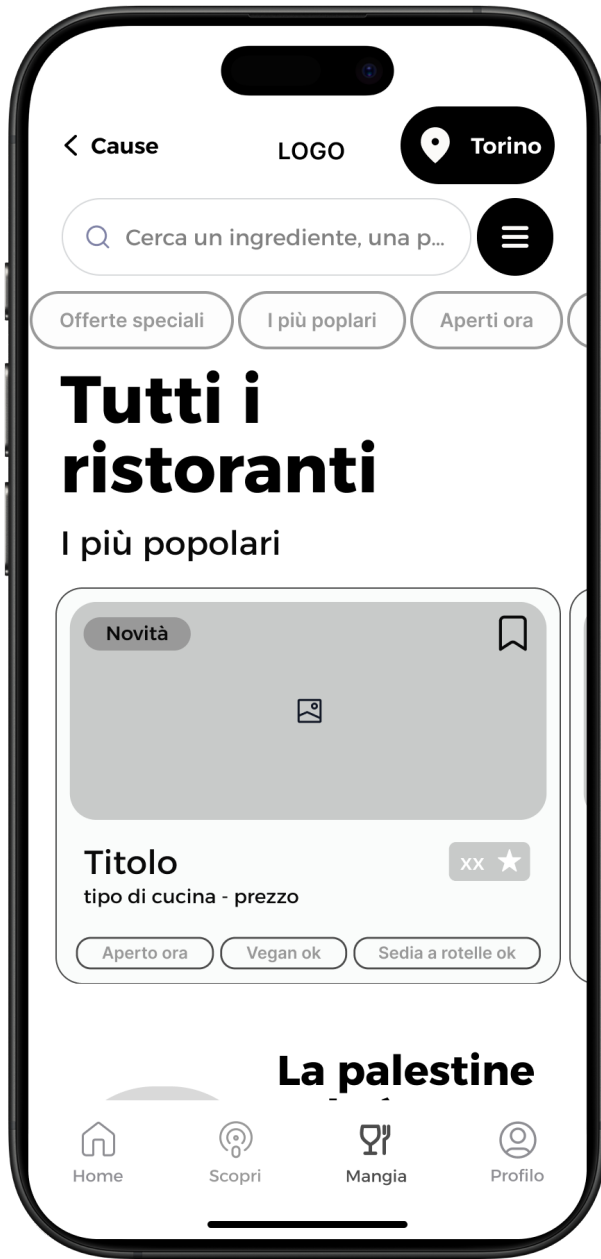 Cause
LOGO
Torino
Cerca un ingrediente, una p...
Offerte speciali
I più poplari
Aperti ora
Tutti i
ristoranti
I più popolari
Novità
Titolo
xx
tipo di cucina - prezzo
Aperto ora
Vegan ok
Sedia a rotelle ok
La palestine
Home
Scopri
Mangia
Profilo